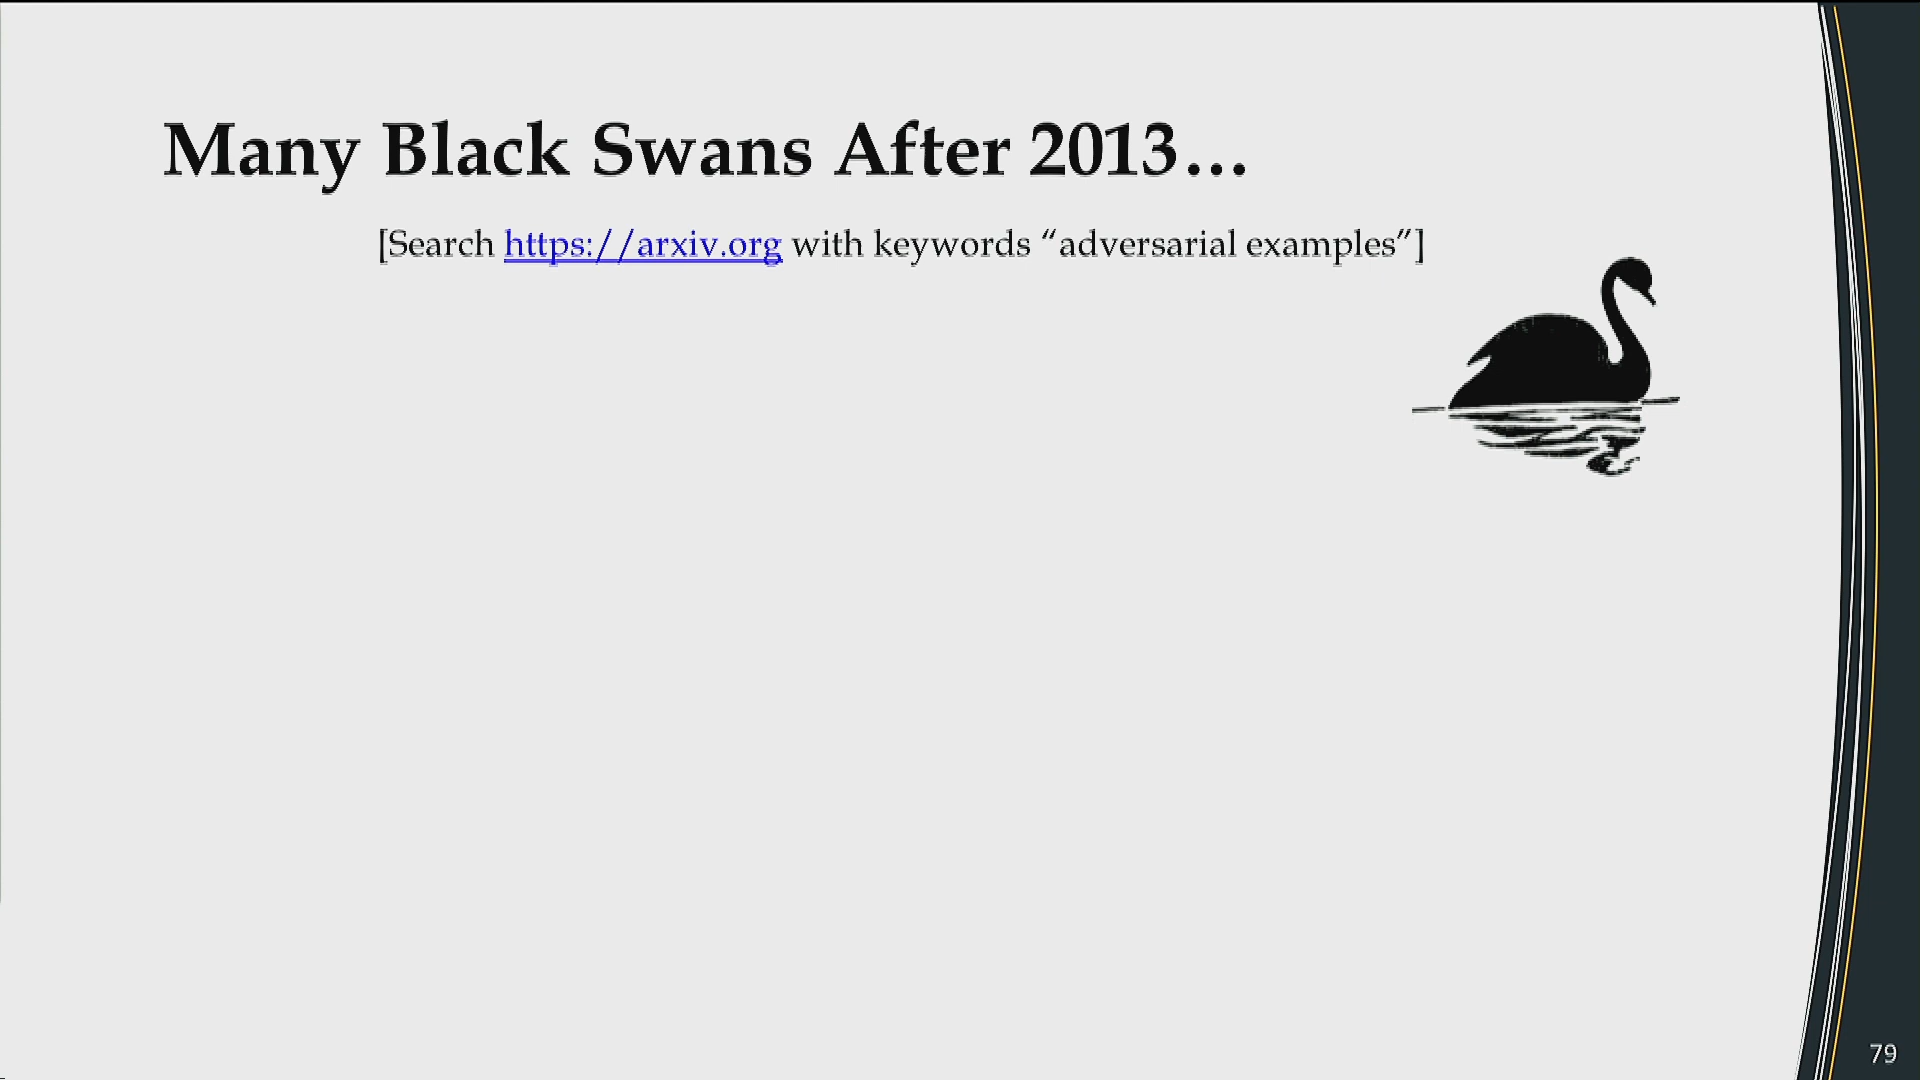 Many Black Swans After 2013…
[Search https://arxiv.org with keywords “adversarial examples”]
79